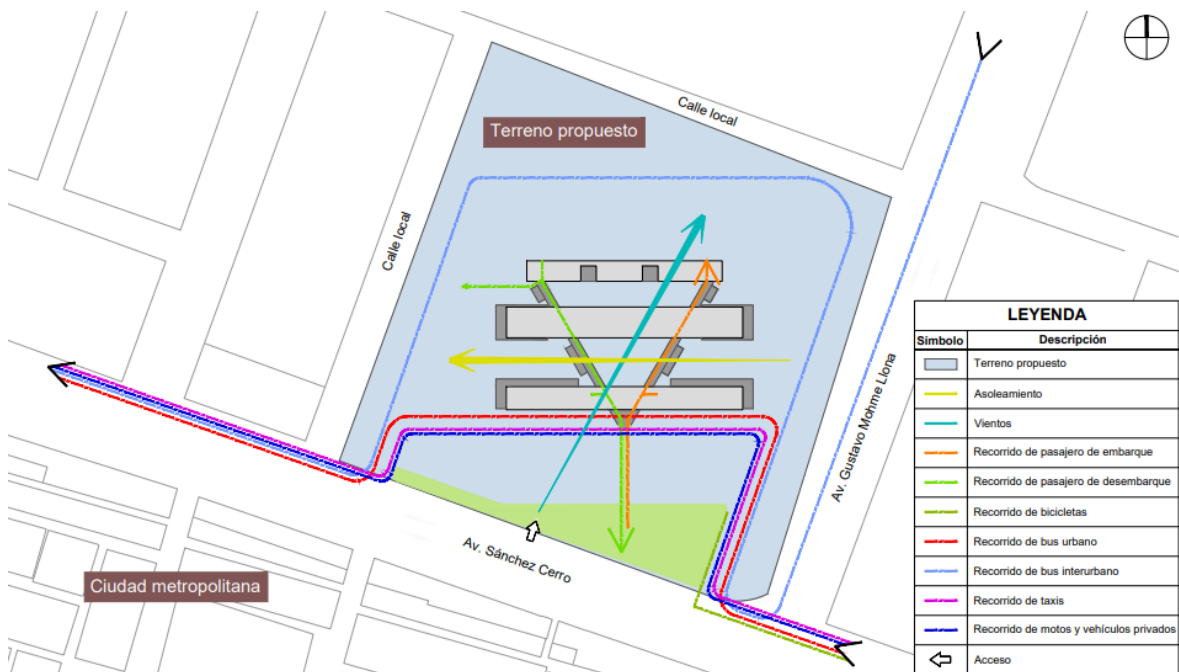 Calle local
Terreno propuesto
Calle local
Av. Gustavo Mohme Llona
Av. Sánchez Cerro
Ciudad metropolitana
LEYENDA
Símbolo Descripción
Terreno propuesto
Asoleamiento
Vientos
Recorrido de pasajero de embarque
Recorrido de pasajero de desembarque
Recorrido de bicicletas
Recorrido de bus urbano
Recorrido de bus interurbano
Recorrido de taxis
Recorrido de motos y vehículos privados
Acceso